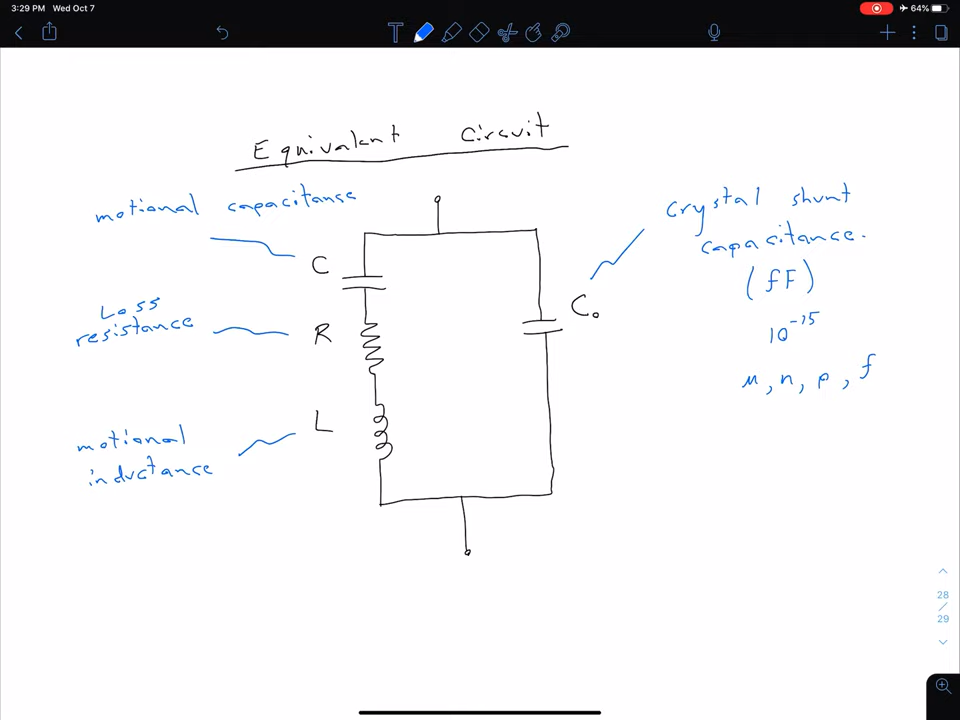 3:29 PM Wed Oct 7
64%
T
Equivalent Circuit
motional capacitance
C
Loss
resistance
R
motional
inductance
L
C₀
crystal shunt
capacitance.
(fF)
10⁻¹⁵
μ, n, p, f
28
/
29